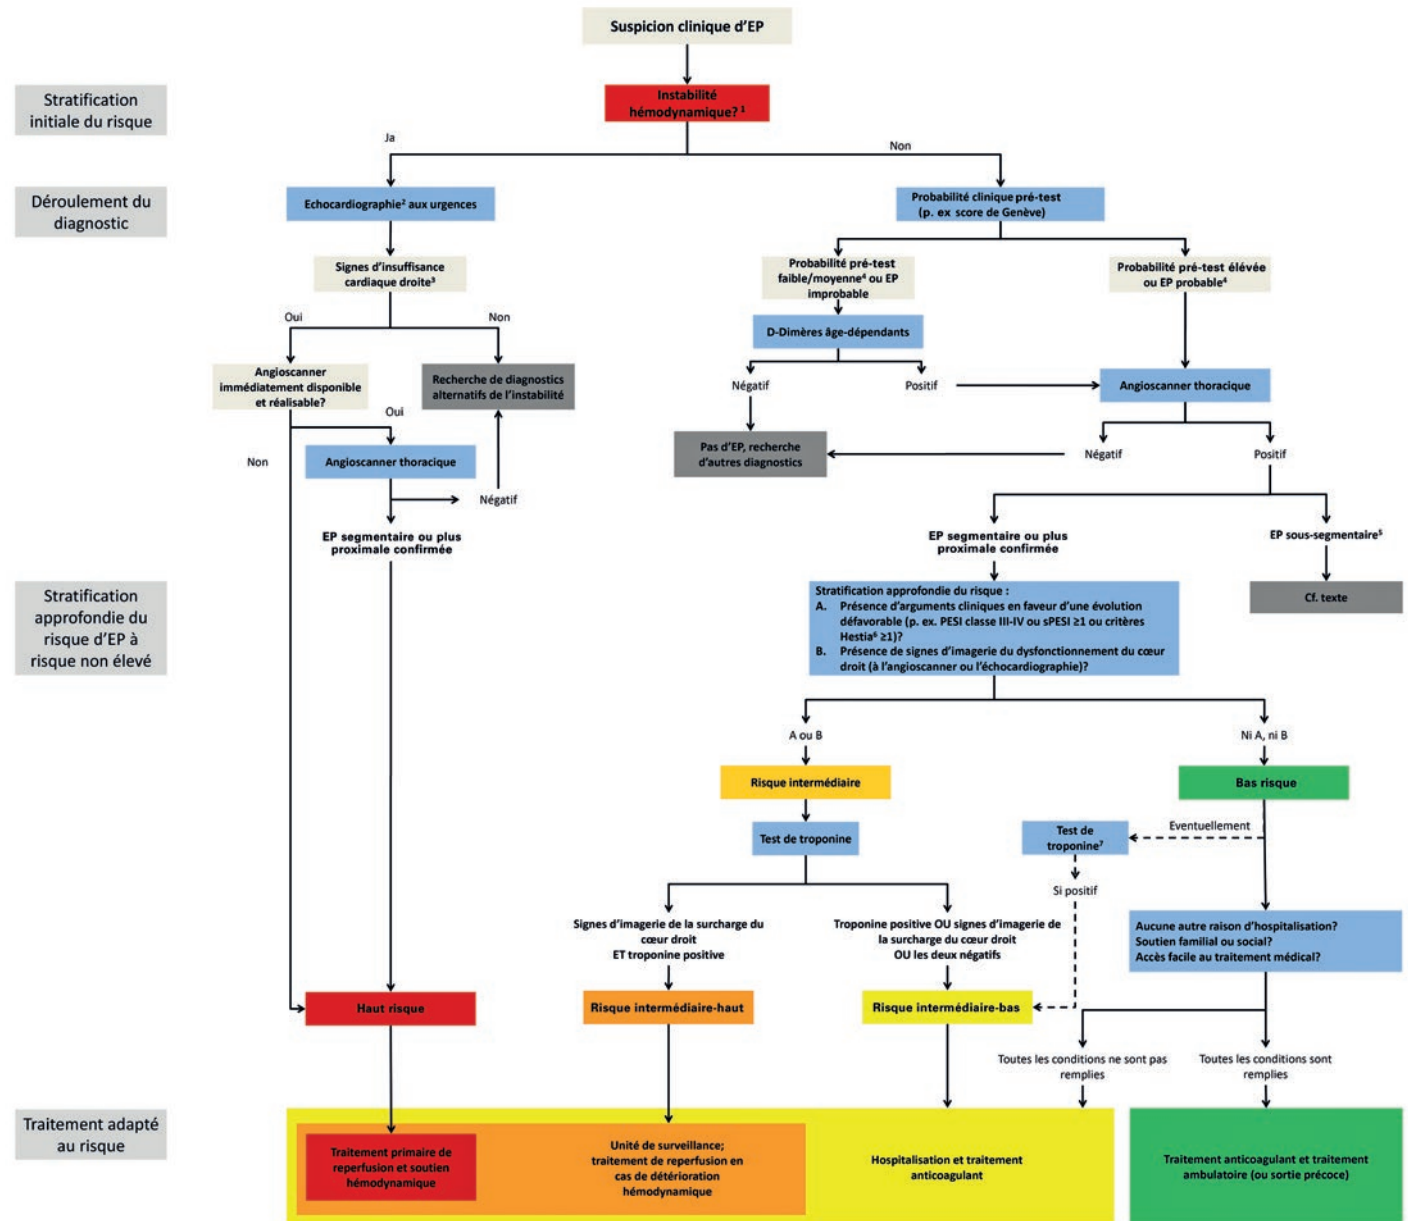 Suspicion clinique d'EP
Stratification
initiale du risque
Instabilité
hémodynamique? 1
Ja
Non
Déroulement du
diagnostic
Echocardiographie2 aux urgences
Probabilité clinique pré-test
(p. ex score de Genève)
Signes d'insuffisance
cardiaque droite3
Probabilité pré-test
faible/moyenne4 ou EP
improbable
Probabilité pré-test élévée
ou EP probable4
Oui
Non
D-Dimères âge-dépendants
Angioscanner
immédiatement disponible
et réalisable?
Recherche de diagnostics
alternatifs de l'instabilité
Négatif
Positif
Angioscanner thoracique
Oui
Non
Angioscanner thoracique
Négatif
Pas d'EP, recherche
d'autres diagnostics
Négatif
Positif
EP segmentaire ou plus
proximale confirmée
EP segmentaire ou plus
proximale confirmée
EP sous-segmentaire5
Cf. texte
Stratification
approfondie du
risque d'EP à
risque non élevé
Stratification approfondie du risque :
A. Présence d'arguments cliniques en faveur d'une évolution
défavorable (p. ex. PESI classe III-IV ou sPESI ≥1 ou critères
Hestia6 ≥1)?
B. Présence de signes d'imagerie du dysfonctionnement du cœur
droit (à l'angioscanner ou l'échocardiographie)?
A ou B
Ni A, ni B
Risque intermédiaire
Bas risque
Test de troponine
Test de
troponine7
Eventuellement
Si positif
Signes d'imagerie de la surcharge du
cœur droit
ET troponine positive
Troponine positive OU signes d'imagerie de
la surcharge du cœur droit
OU les deux négatifs
Aucune autre raison d'hospitalisation?
Soutien familial ou social?
Accès facile au traitement médical?
Haut risque
Risque intermédiaire-haut
Risque intermédiaire-bas
Toutes les conditions ne sont pas
remplies
Toutes les conditions sont
remplies
Traitement adapté
au risque
Traitement primaire de
reperfusion et soutien
hémodynamique
Unité de surveillance;
traitement de reperfusion en
cas de détérioration
hémodynamique
Hospitalisation et traitement
anticoagulant
Traitement anticoagulant et traitement
ambulatoire (ou sortie précoce)